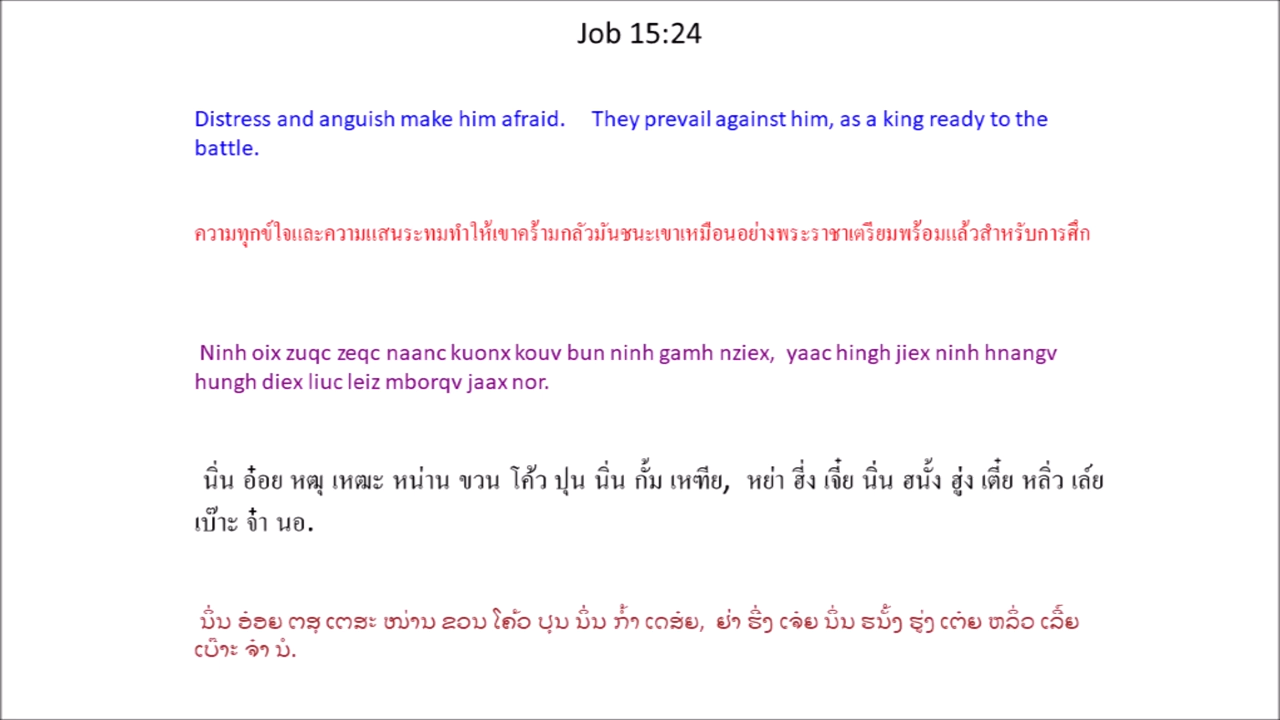 Job 15:24
Distress and anguish make him afraid. They prevail against him, as a king ready to the
battle.
ความทุกข์ใจและความแสนระทมทำให้เขาคร้ามกลัวมันชนะเขาเหมือนอย่างพระราชาเตรียมพร้อมแล้วสำหรับการศึก
Ninh oix zuqc zeqc naanc kuonx kouv bun ninh gamh nziex, yaac hingh jiex ninh hnangv
hungh diex liuc leiz mborqv jaax nor.
นิ่น อ๋อย หฒุ เหฒะ หน่าน ขวน โค้ว ปุน นิ่น กั้ม เหฑีย, หย่า ฮี่ง เจี๋ย นิ่น ฮนั้ง ฮู่ง เตี๋ย หลิ่ว เล์ย
เบ๊าะ จ๋า นอ.
ນິ່ນ ອ໋ອຍ ຕສຸ ເຕສະ ໜ່ານ ຂວນ ໂຄ້ວ ປຸນ ນິ່ນ ກ້ຳ ເດສ໋ຍ, ຢ່າ ຮີ່ງ ເຈ໋ຍ ນິ່ນ ຮນັ້ງ ຮູ່ງ ເຕ໋ຍ ຫລິ່ວ ເລີ້ຍ
ເບ໊າະ ຈ໋າ ນໍ.